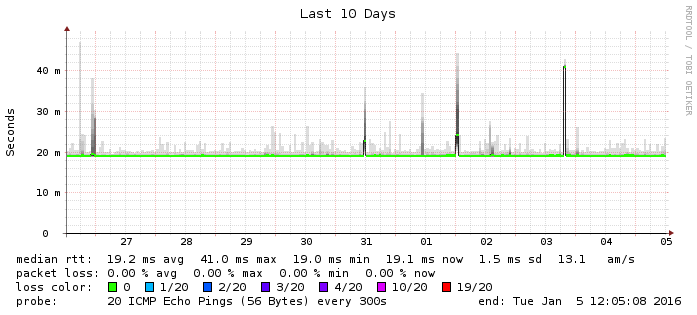 Last 10 Days
RRDTOOL / TOBI OETIKER
Seconds
40 m
30 m
20 m
10 m
0
27 28 29 30 31 01 02 03 04 05
median rtt: 19.2 ms avg 41.0 ms max 19.0 ms min 19.1 ms now 1.5 ms sd 13.1 am/s
packet loss: 0.00 % avg 0.00 % max 0.00 % min 0.00 % now
loss color: 0 1/20 2/20 3/20 4/20 10/20 19/20
probe: 20 ICMP Echo Pings (56 Bytes) every 300s end: Tue Jan 5 12:05:08 2016